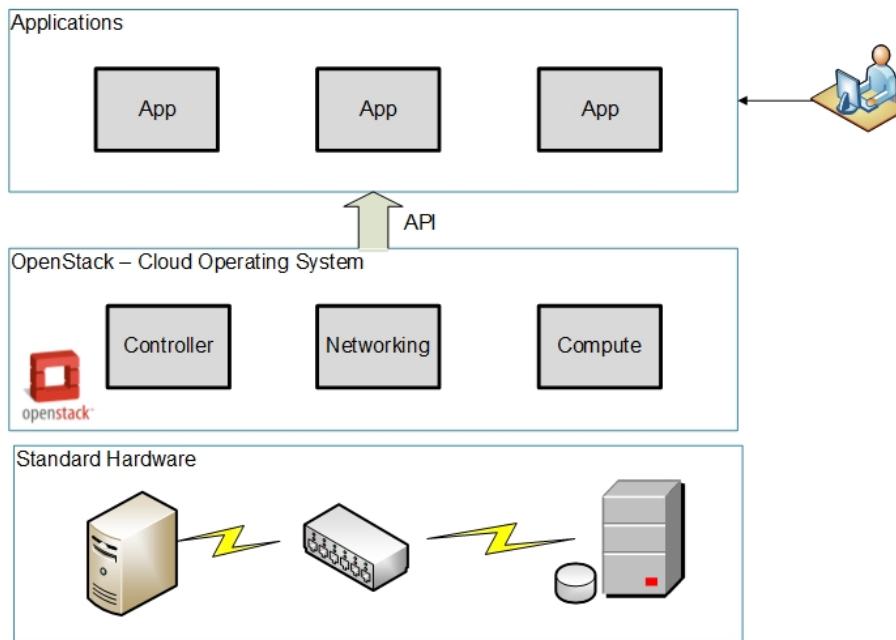 Applications
App
App
App
API
OpenStack – Cloud Operating System
Controller
Networking
Compute
openstack
Standard Hardware